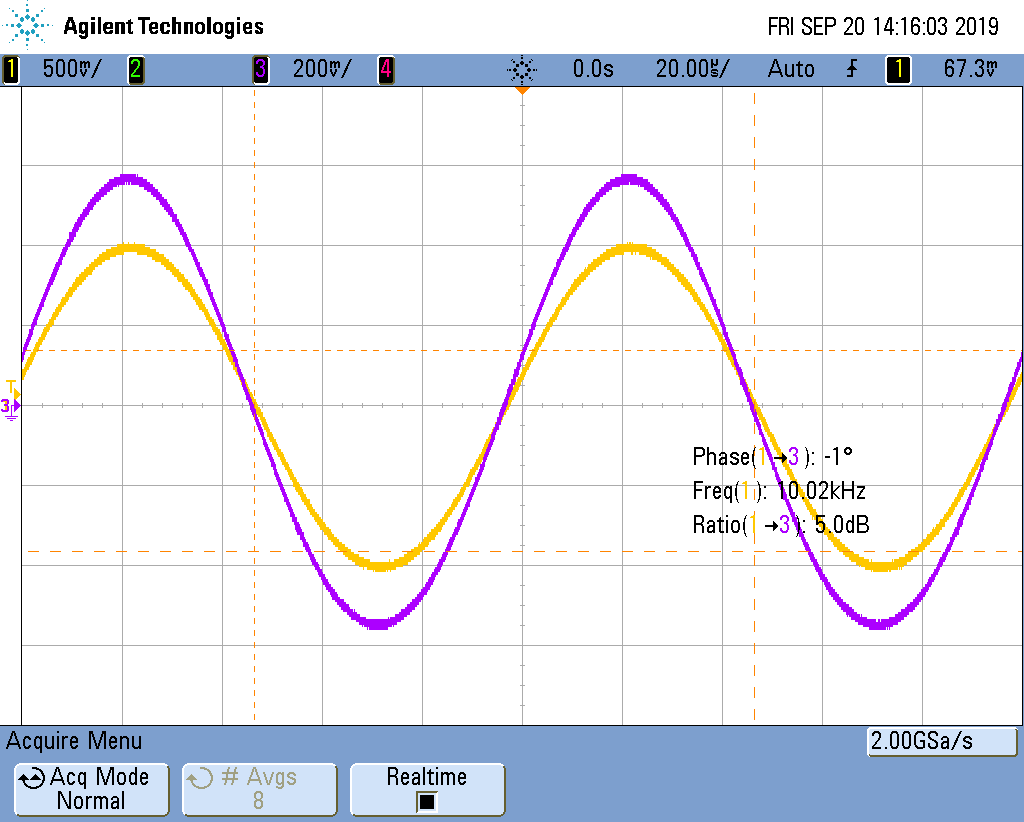 Agilent Technologies FRI SEP 20 14:16:03 2019
1 500mV/ 2 3 200mV/ 4 0.0s 20.00µs/ Auto 1 67.3mV
T
3
Phase(1→3): -1°
Freq(1): 10.02kHz
Ratio(1→3): 5.0dB
Acquire Menu 2.00GSa/s
Acq Mode # Avgs Realtime
Normal 8